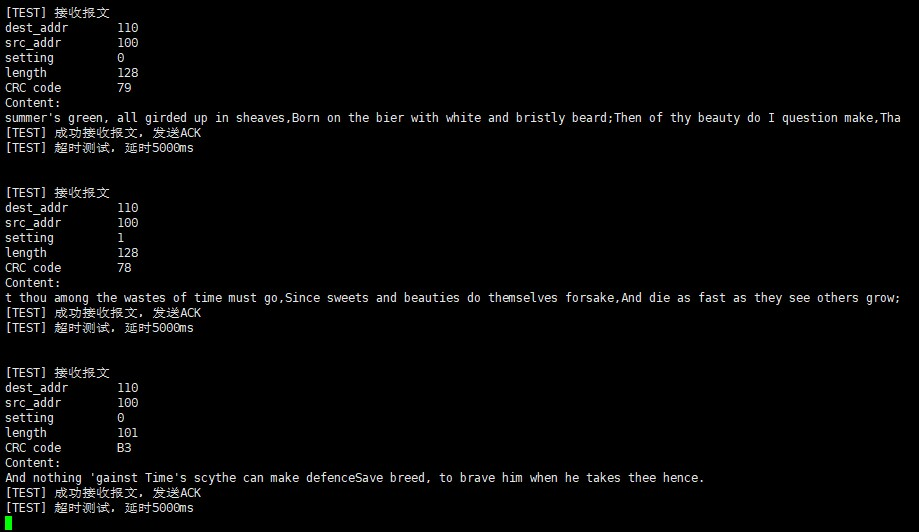 [TEST] 接收报文
dest_addr 110
src_addr 100
setting 0
length 128
CRC code 79
Content:
summer's green, all girded up in sheaves,Born on the bier with white and bristly beard;Then of thy beauty do I question make,Tha
[TEST] 成功接收报文, 发送ACK
[TEST] 超时测试, 延时5000ms
[TEST] 接收报文
dest_addr 110
src_addr 100
setting 1
length 128
CRC code 78
Content:
t thou among the wastes of time must go,Since sweets and beauties do themselves forsake,And die as fast as they see others grow;
[TEST] 成功接收报文, 发送ACK
[TEST] 超时测试, 延时5000ms
[TEST] 接收报文
dest_addr 110
src_addr 100
setting 0
length 101
CRC code B3
Content:
And nothing 'gainst Time's scythe can make defenceSave breed, to brave him when he takes thee hence.
[TEST] 成功接收报文, 发送ACK
[TEST] 超时测试, 延时5000ms